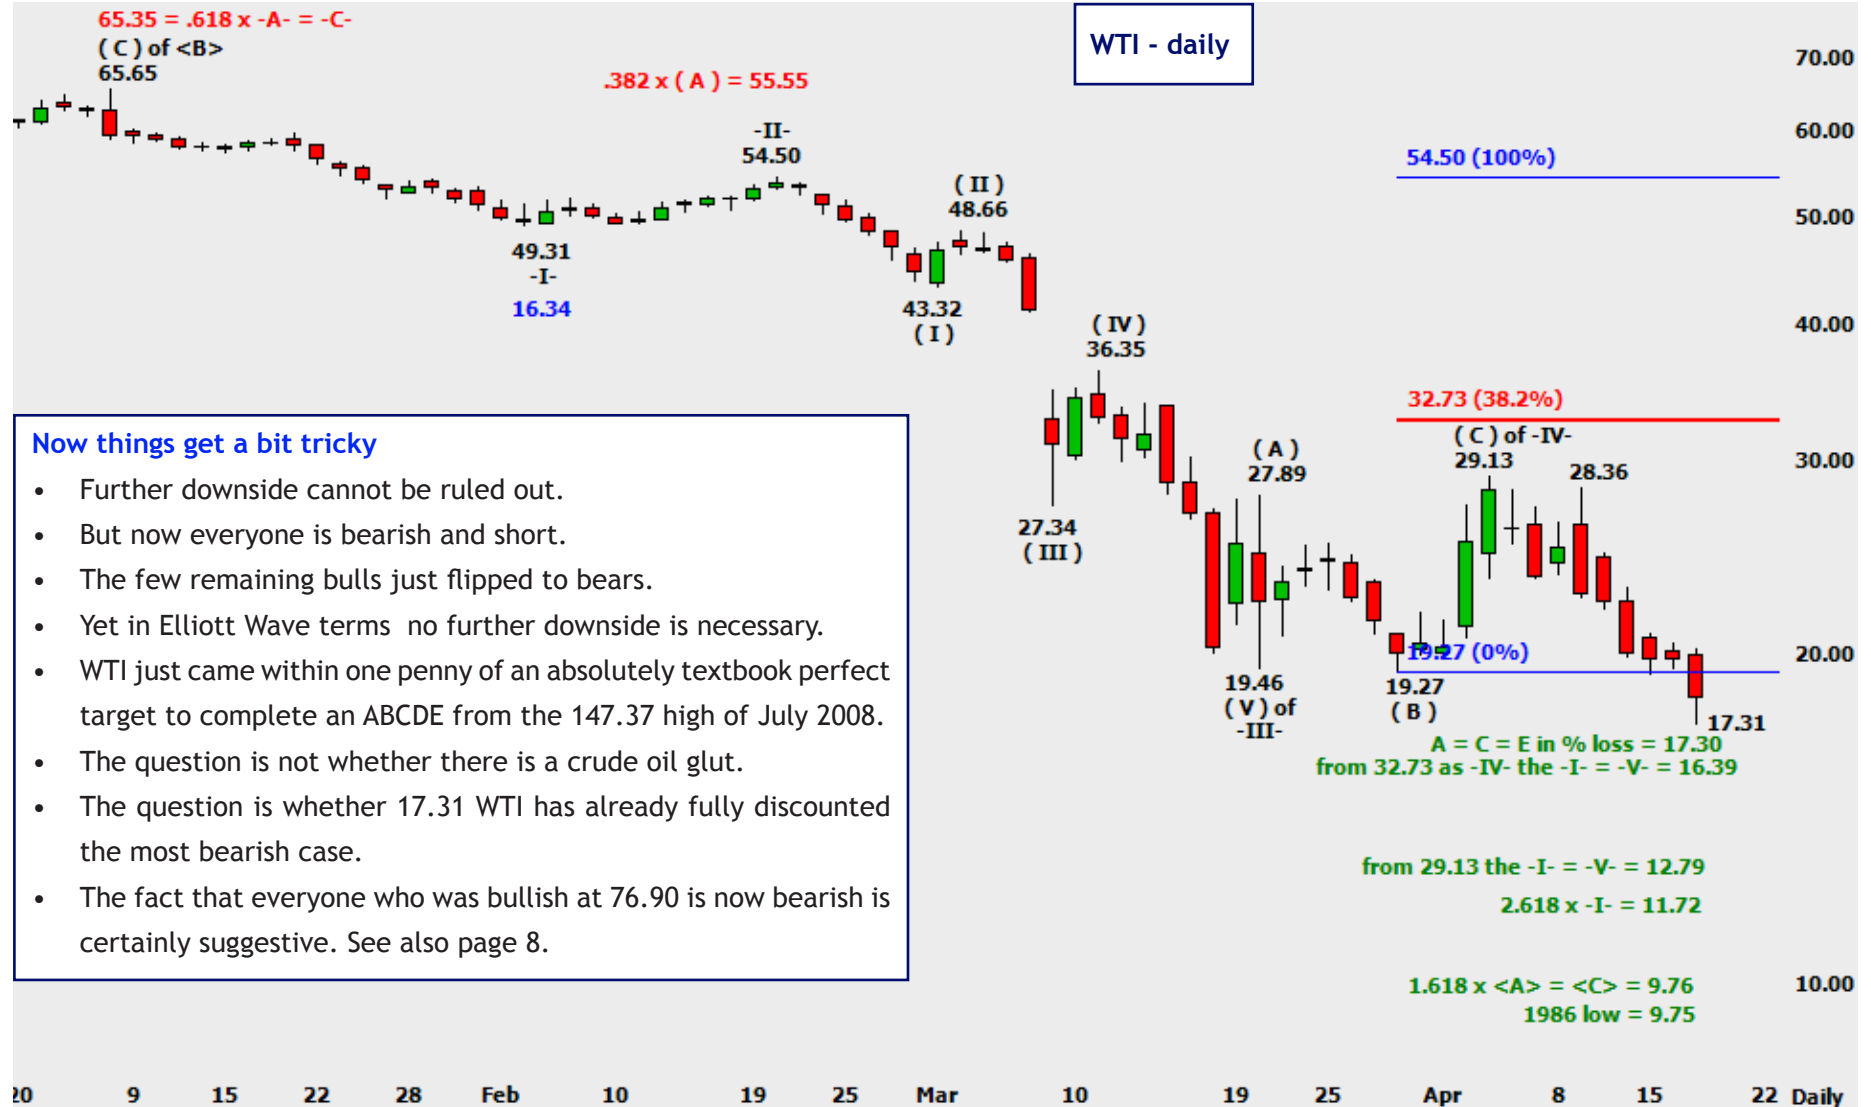 65.35 = .618 x -A- = -C-
( C ) of <B>
65.65
WTI - daily
.382 x ( A ) = 55.55
-II-
54.50
( II )
48.66
49.31
-I-
16.34
43.32
( I )
( IV )
36.35
27.34
( III )
( A )
27.89
19.46
( V ) of
-III-
54.50 (100%)
32.73 (38.2%)
( C ) of -IV-
29.13
28.36
19.27 (0%)
19.27
( B )
17.31
A = C = E in % loss = 17.30
from 32.73 as -IV- the -I- = -V- = 16.39
from 29.13 the -I- = -V- = 12.79
2.618 x -I- = 11.72
1.618 x <A> = <C> = 9.76
1986 low = 9.75
Now things get a bit tricky
• Further downside cannot be ruled out.
• But now everyone is bearish and short.
• The few remaining bulls just flipped to bears.
• Yet in Elliott Wave terms no further downside is necessary.
• WTI just came within one penny of an absolutely textbook perfect
target to complete an ABCDE from the 147.37 high of July 2008.
• The question is not whether there is a crude oil glut.
• The question is whether 17.31 WTI has already fully discounted
the most bearish case.
• The fact that everyone who was bullish at 76.90 is now bearish is
certainly suggestive. See also page 8.
70.00
60.00
50.00
40.00
30.00
20.00
10.00
20 9 15 22 28 Feb 10 19 25 Mar 10 19 25 Apr 8 15 22 Daily